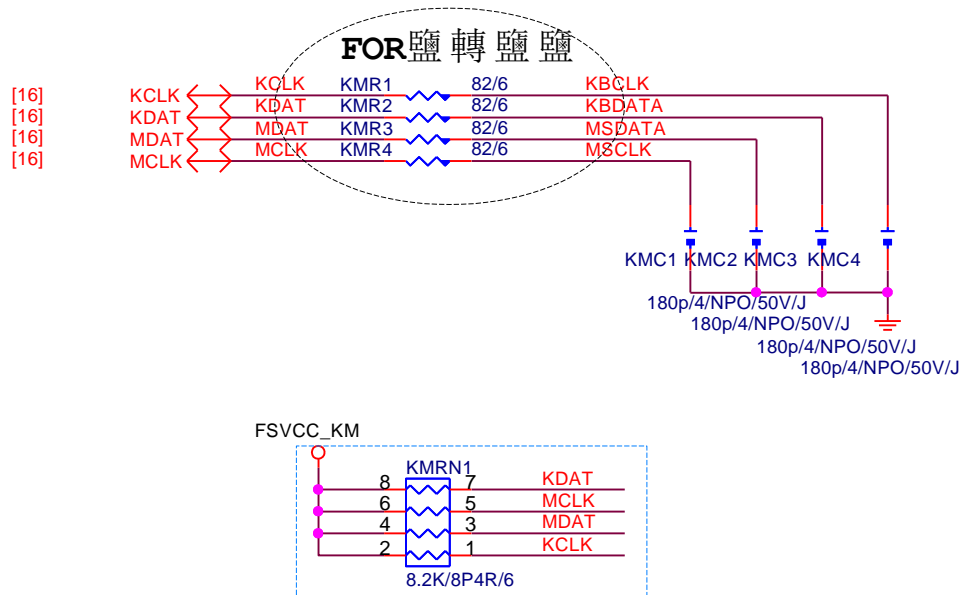 FOR鹽轉鹽鹽
[16] KCLK KCLK KMR1 82/6 KBCLK
[16] KDAT KDAT KMR2 82/6 KBDATA
[16] MDAT MDAT KMR3 82/6 MSDATA
[16] MCLK MCLK KMR4 82/6 MSCLK
KMC1 KMC2 KMC3 KMC4
180p/4/NPO/50V/J
180p/4/NPO/50V/J
180p/4/NPO/50V/J
180p/4/NPO/50V/J
FSVCC_KM
KMRN1
8 7 KDAT
6 5 MCLK
4 3 MDAT
2 1 KCLK
8.2K/8P4R/6